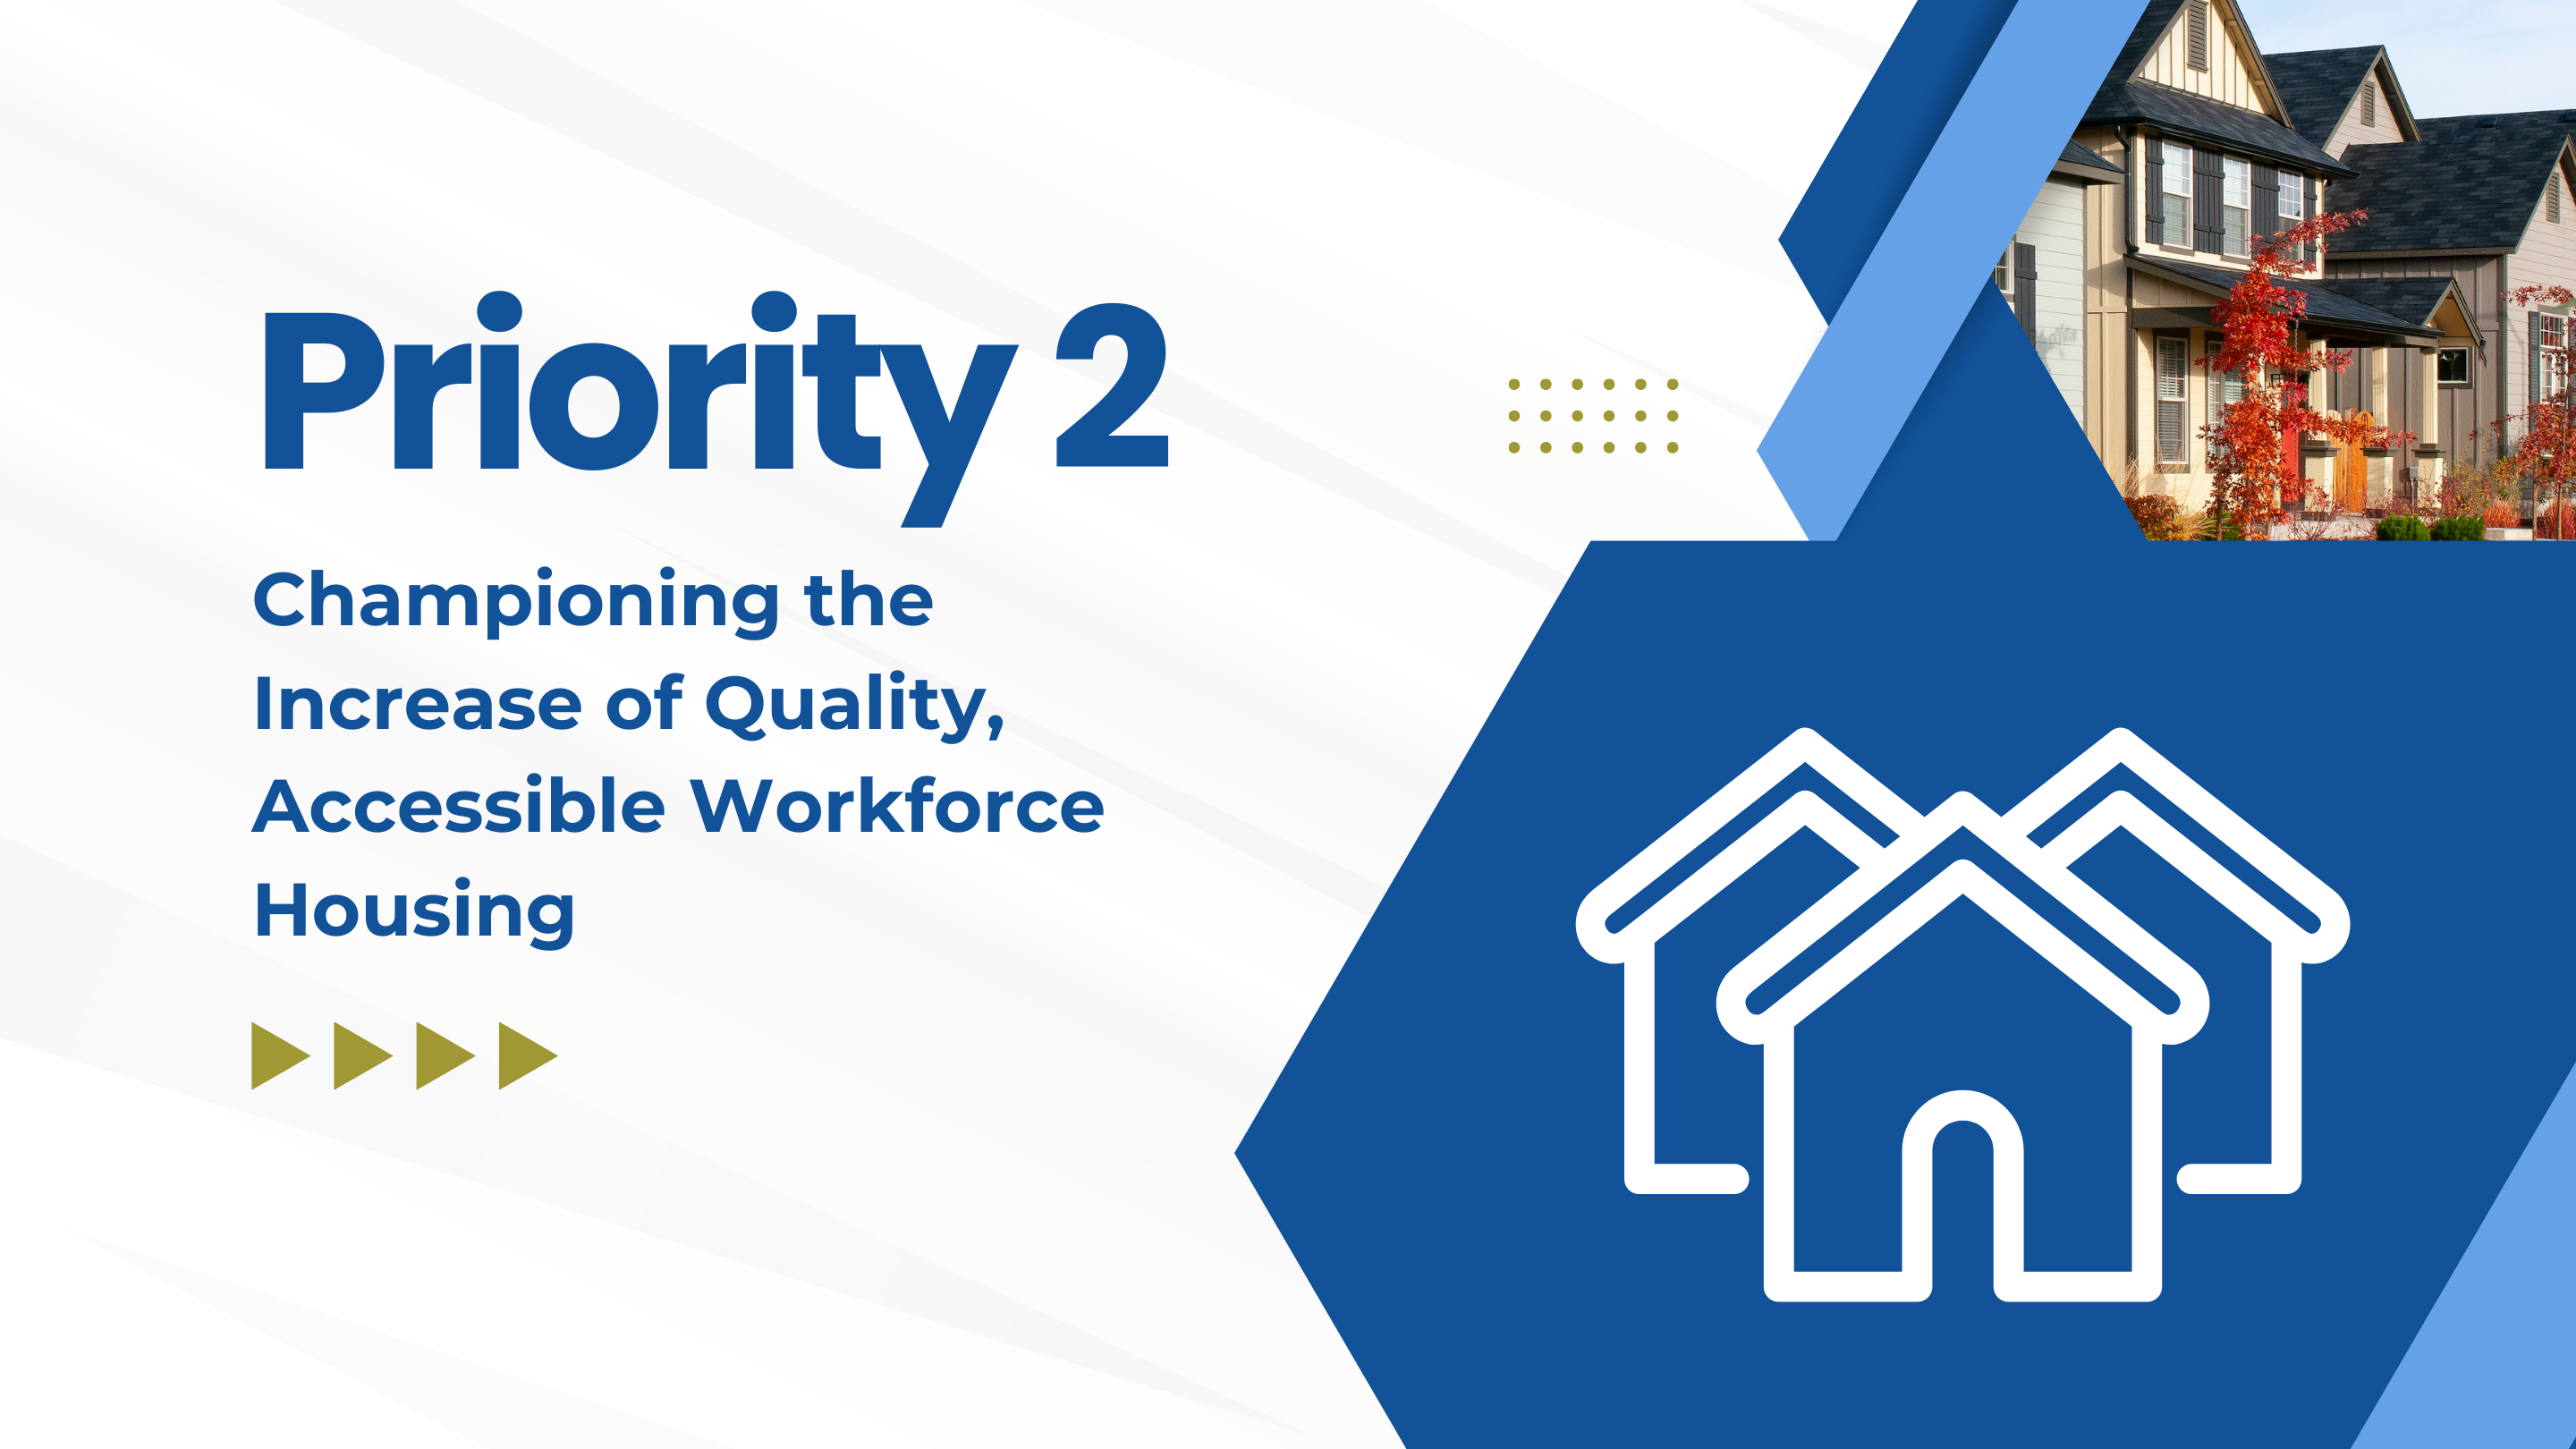 Priority 2
Championing the
Increase of Quality,
Accessible Workforce
Housing